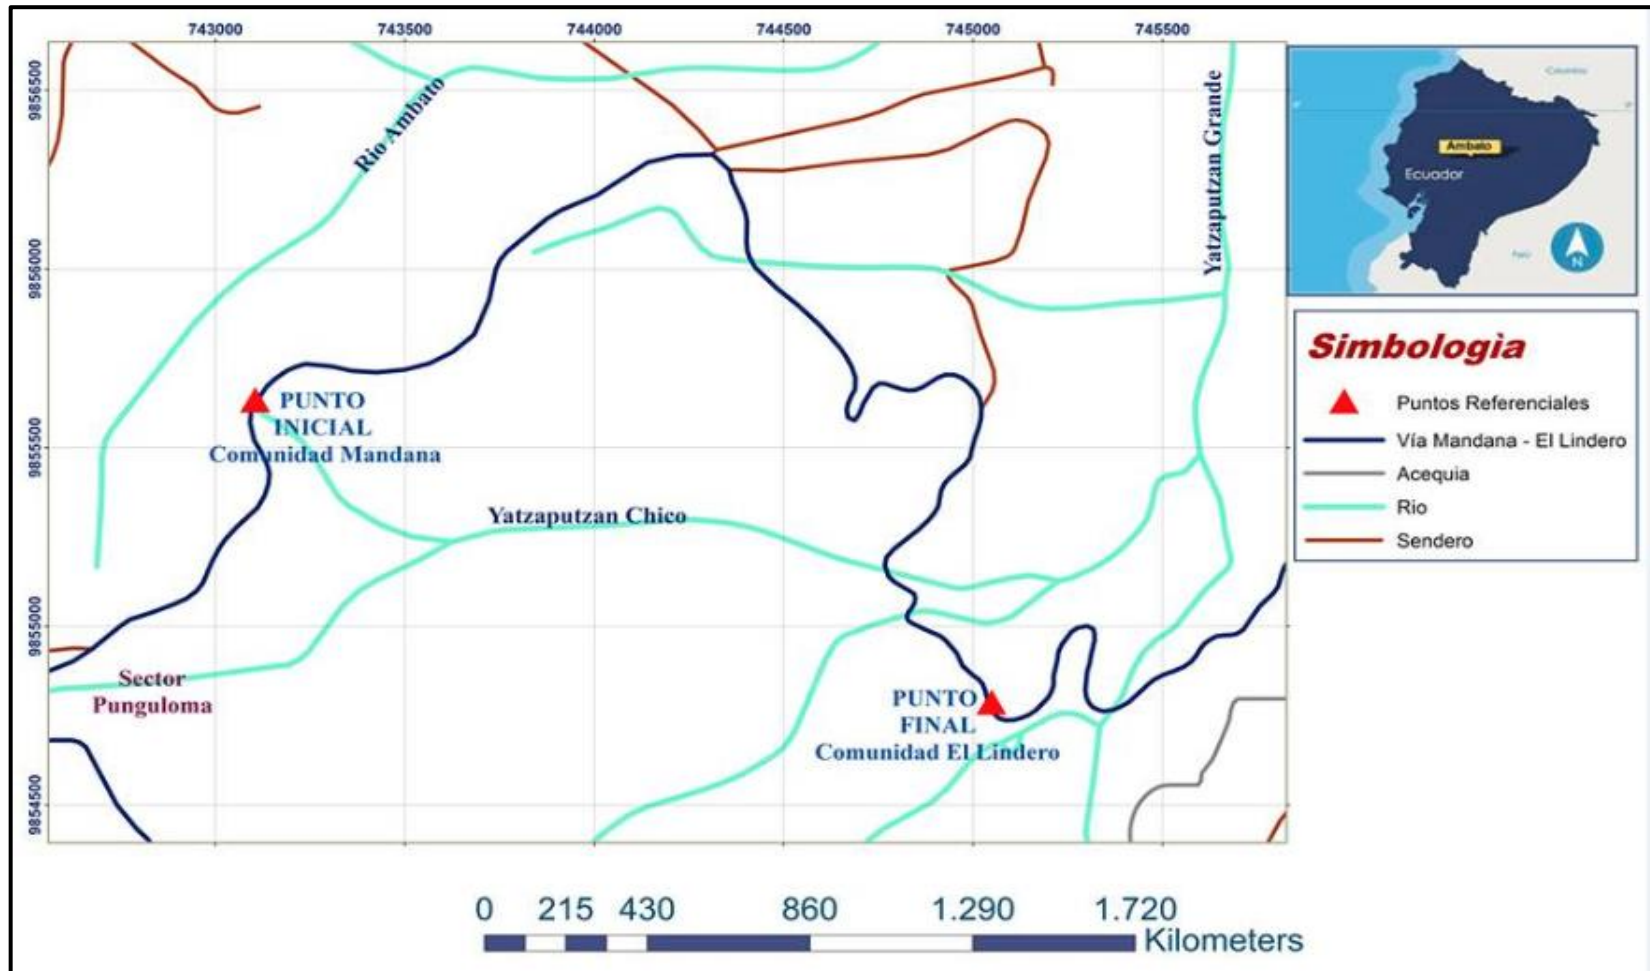 743000 743500 744000 744500 745000 745500
9856500
9856000
9855500
9855000
9854500
Rio Ambato
Yatzaputzan Grande
PUNTO
INICIAL
Comunidad Mandana
Yatzaputzan Chico
Sector
Punguloma
PUNTO
FINAL
Comunidad El Lindero
Colombia
Ambato
Ecuador
Perú
N
Simbologia
Puntos Referenciales
Vía Mandana - El Lindero
Acequia
Rio
Sendero
0 215 430 860 1.290 1.720
Kilometers